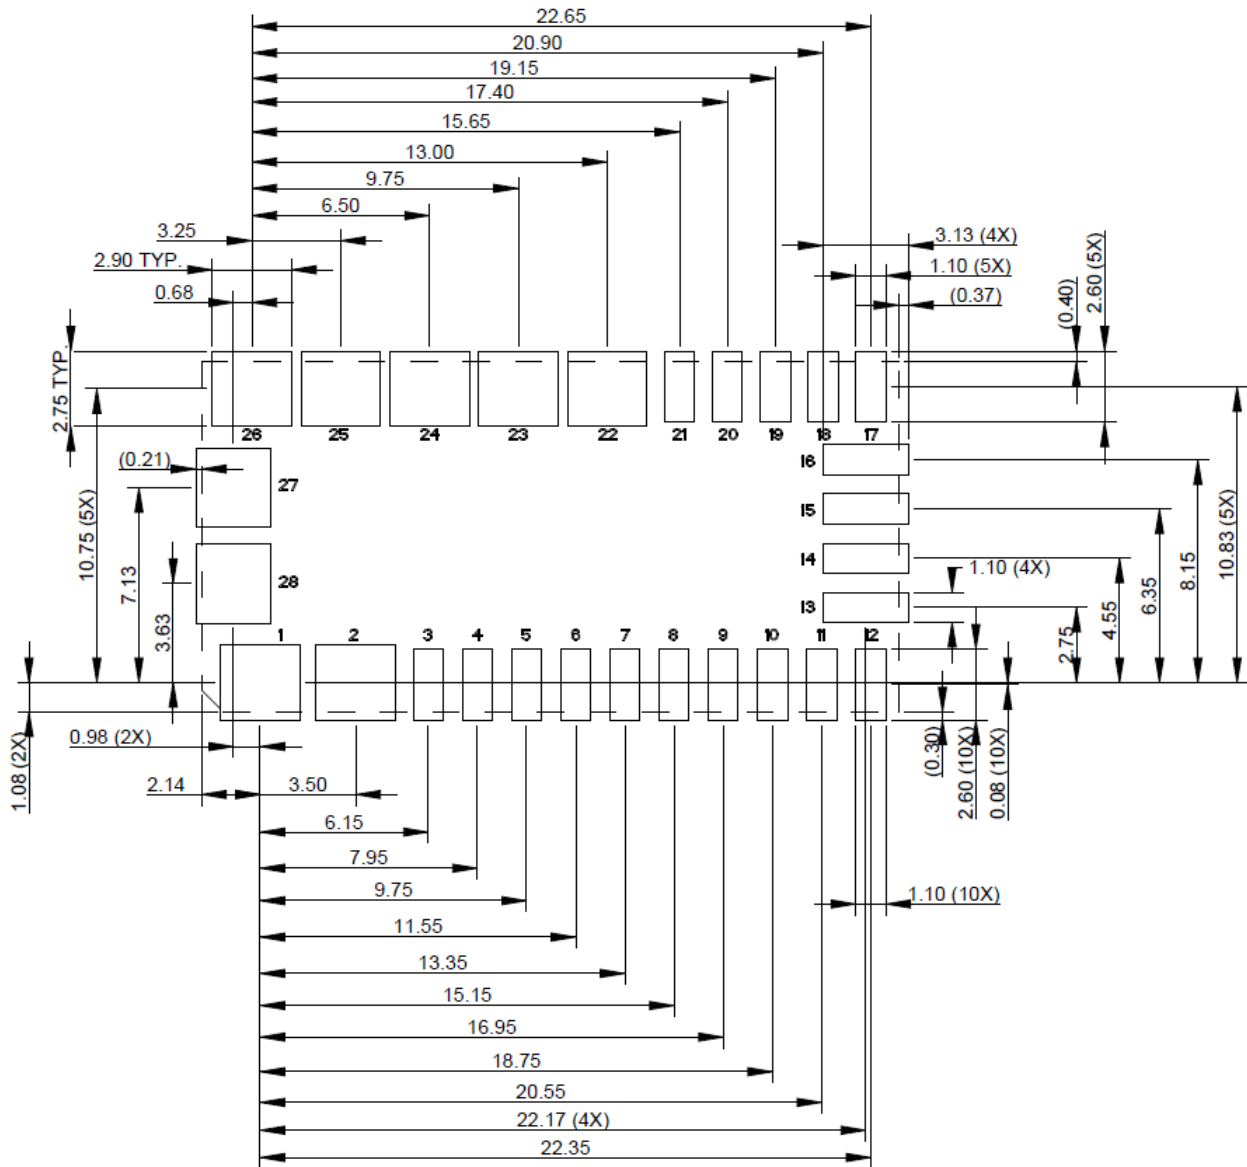 22.65
20.90
19.15
17.40
15.65
13.00
9.75
6.50
3.25
3.13 (4X)
2.90 TYP.
1.10 (5X)
0.68
(0.37)
(0.40)
2.60 (5X)
2.75 TYP.
26 25 24 23 22 21 20 19 18 17
16
(0.21)
27
15
10.75 (5X)
7.13
10.83 (5X)
8.15
6.35
14
4.55
1.10 (4X)
28
3.63
13
2.75
1 2 3 4 5 6 7 8 9 10 11 12
1.08 (2X)
0.98 (2X)
(0.30)
2.60 (10X)
0.08 (10X)
2.14
3.50
6.15
7.95
9.75
1.10 (10X)
11.55
13.35
15.15
16.95
18.75
20.55
22.17 (4X)
22.35